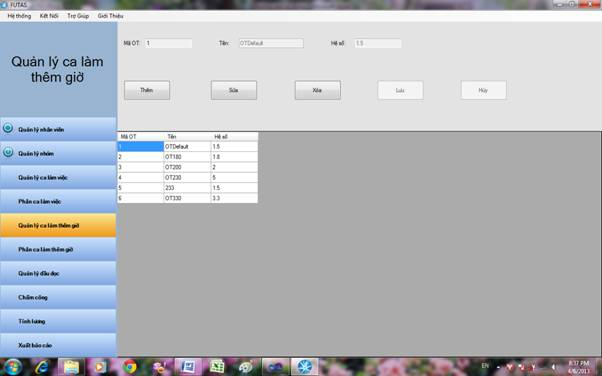 FUTAS
Hệ thống Kết Nối Trợ Giúp Giới Thiệu
Quản lý ca làm
thêm giờ
Mã OT: 1 Tên: OTDefault Hệ số: 1.5
Thêm Sửa Xóa Lưu Hủy
Quản lý nhân viên
Quản lý nhóm
Quản lý ca làm việc
Phân ca làm việc
Quản lý ca làm thêm giờ
Phân ca làm thêm giờ
Quản lý đầu đọc
Chấm công
Tính lương
Xuất báo cáo
Mã OT Tên Hệ số
1 OTDefault 1.5
2 OT180 1.8
3 OT200 2
4 OT230 5
5 233 1.5
6 OT330 3.3
EN 8:37 PM
4/8/2013